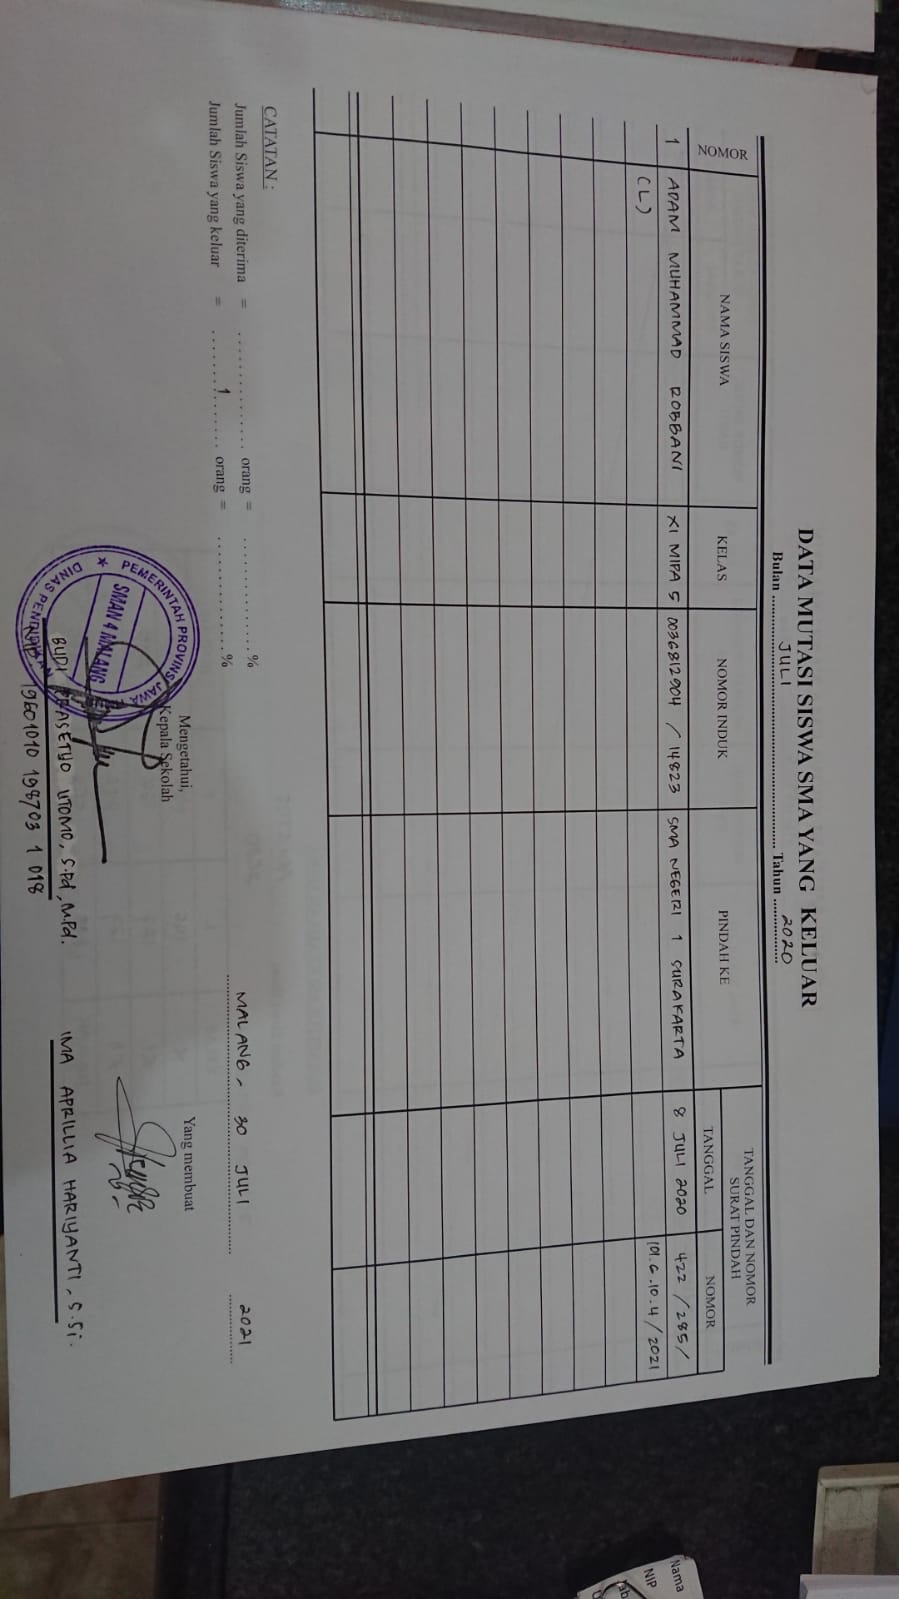 DATA MUTASI SISWA SMA YANG KELUAR
Bulan JULI Tahun 2020
NOMOR NAMA SISWA KELAS NOMOR INDUK PINDAH KE TANGGAL DAN NOMOR SURAT PINDAH
TANGGAL NOMOR
1 ADAM MUHAMMAD ROBBANI XI MIPA 5 0036812904 / 14823 SMA NEGERI 1 SURAKARTA 8 JULI 2020 422 / 285 /
(L) 101.6.10.4 / 2021
CATATAN :
Jumlah Siswa yang diterima = ............... orang = ............... %
Jumlah Siswa yang keluar = .......1....... orang = ............... %
MALANG, 30 JULI 2021
Mengetahui,
Kepala Sekolah
Yang membuat
PEMERINTAH PROVINSI JAWA
SMAN 4 MALANG
DINAS PENDIDIKAN
BUDI PRASETYO UTOMO, S.Pd, M.Pd.
NIP. 19601010 198703 1 018
IMA APRILLIA HARIYANTI, S.Si.
Nama
NIP